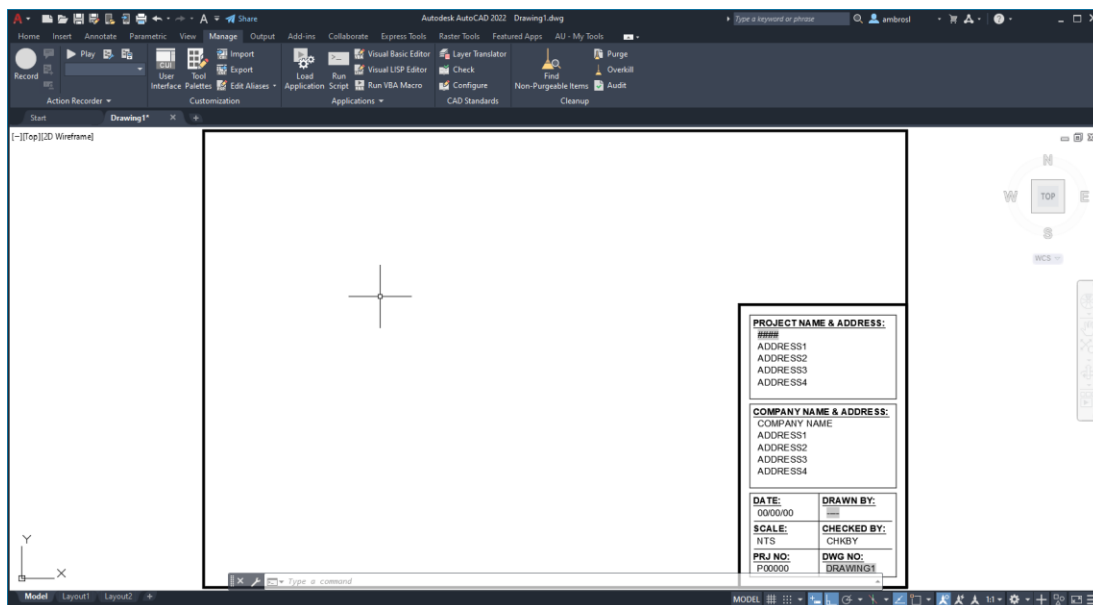 A Share Autodesk AutoCAD 2022 Drawing1.dwg Type a keyword or phrase ambrosl
Home Insert Annotate Parametric View Manage Output Add-ins Collaborate Express Tools Raster Tools Featured Apps AU - My Tools
Record
Play
CUI
User
Interface
Tool
Palettes
Import
Export
Edit Aliases
Load
Application
Run
Script
Visual Basic Editor
Visual LISP Editor
Run VBA Macro
Layer Translator
Check
Configure
Find
Non-Purgeable Items
Purge
Overkill
Audit
Action Recorder Customization Applications CAD Standards Cleanup
Start Drawing1* +
[-][Top][2D Wireframe]
N
W TOP E
S
WCS
PROJECT NAME & ADDRESS:
####
ADDRESS1
ADDRESS2
ADDRESS3
ADDRESS4
COMPANY NAME & ADDRESS:
COMPANY NAME
ADDRESS1
ADDRESS2
ADDRESS3
ADDRESS4
DATE: DRAWN BY:
00/00/00 ----
SCALE: CHECKED BY:
NTS CHKBY
PRJ NO: DWG NO:
P00000 DRAWING1
Y
X
Type a command
Model Layout1 Layout2 + MODEL 1:1